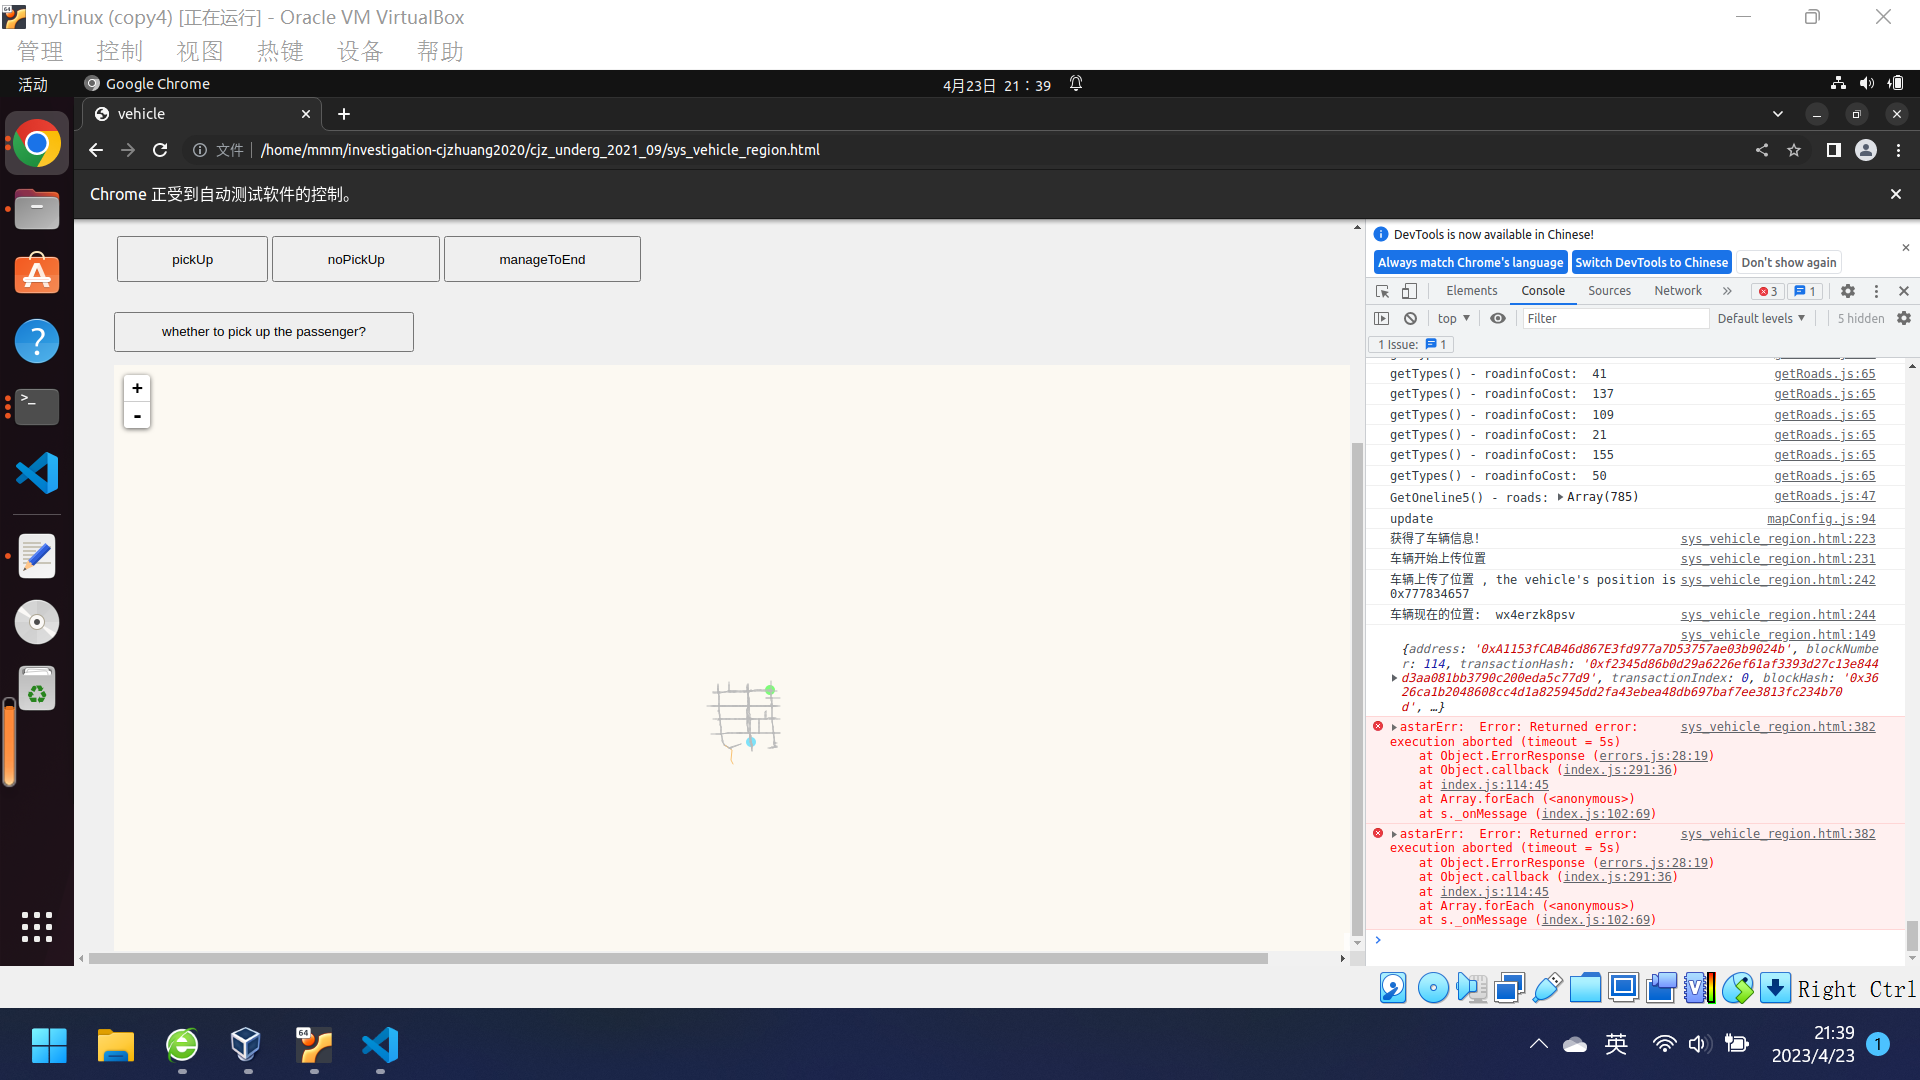 myLinux (copy4) [正在运行] - Oracle VM VirtualBox
管理 控制 视图 热键 设备 帮助
活动 Google Chrome 4月23日 21：39
vehicle
文件 /home/mmm/investigation-cjzhuang2020/cjz_underg_2021_09/sys_vehicle_region.html
Chrome 正受到自动测试软件的控制。
pickUp noPickUp manageToEnd
whether to pick up the passenger?
+
-
DevTools is now available in Chinese!
Always match Chrome's language Switch DevTools to Chinese Don't show again
Elements Console Sources Network » 3 1
top Filter Default levels 5 hidden
1 Issue: 1
getTypes() - roadinfoCost: 41 getRoads.js:65
getTypes() - roadinfoCost: 137 getRoads.js:65
getTypes() - roadinfoCost: 109 getRoads.js:65
getTypes() - roadinfoCost: 21 getRoads.js:65
getTypes() - roadinfoCost: 155 getRoads.js:65
getTypes() - roadinfoCost: 50 getRoads.js:65
GetOneline5() - roads: Array(785) getRoads.js:47
update mapConfig.js:94
获得了车辆信息！ sys_vehicle_region.html:223
车辆开始上传位置 sys_vehicle_region.html:231
车辆上传了位置 , the vehicle's position is sys_vehicle_region.html:242
0x777834657
车辆现在的位置: wx4erzk8psv sys_vehicle_region.html:244
sys_vehicle_region.html:149
{address: '0xA1153fCAB46d867E3fd977a7D53757ae03b9024b', blockNumbe
r: 114, transactionHash: '0xf2345d86b0d29a6226ef61af3393d27c13e844
d3aa081bb3790c200eda5c77d9', transactionIndex: 0, blockHash: '0x36
26ca1b2048608cc4d1a825945dd2fa43ebea48db697baf7ee3813fc234b70
d', …}
astarErr: Error: Returned error: sys_vehicle_region.html:382
execution aborted (timeout = 5s)
at Object.ErrorResponse (errors.js:28:19)
at Object.callback (index.js:291:36)
at index.js:114:45
at Array.forEach (<anonymous>)
at s._onMessage (index.js:102:69)
astarErr: Error: Returned error: sys_vehicle_region.html:382
execution aborted (timeout = 5s)
at Object.ErrorResponse (errors.js:28:19)
at Object.callback (index.js:291:36)
at index.js:114:45
at Array.forEach (<anonymous>)
at s._onMessage (index.js:102:69)
Right Ctrl
英 21:39
2023/4/23 1